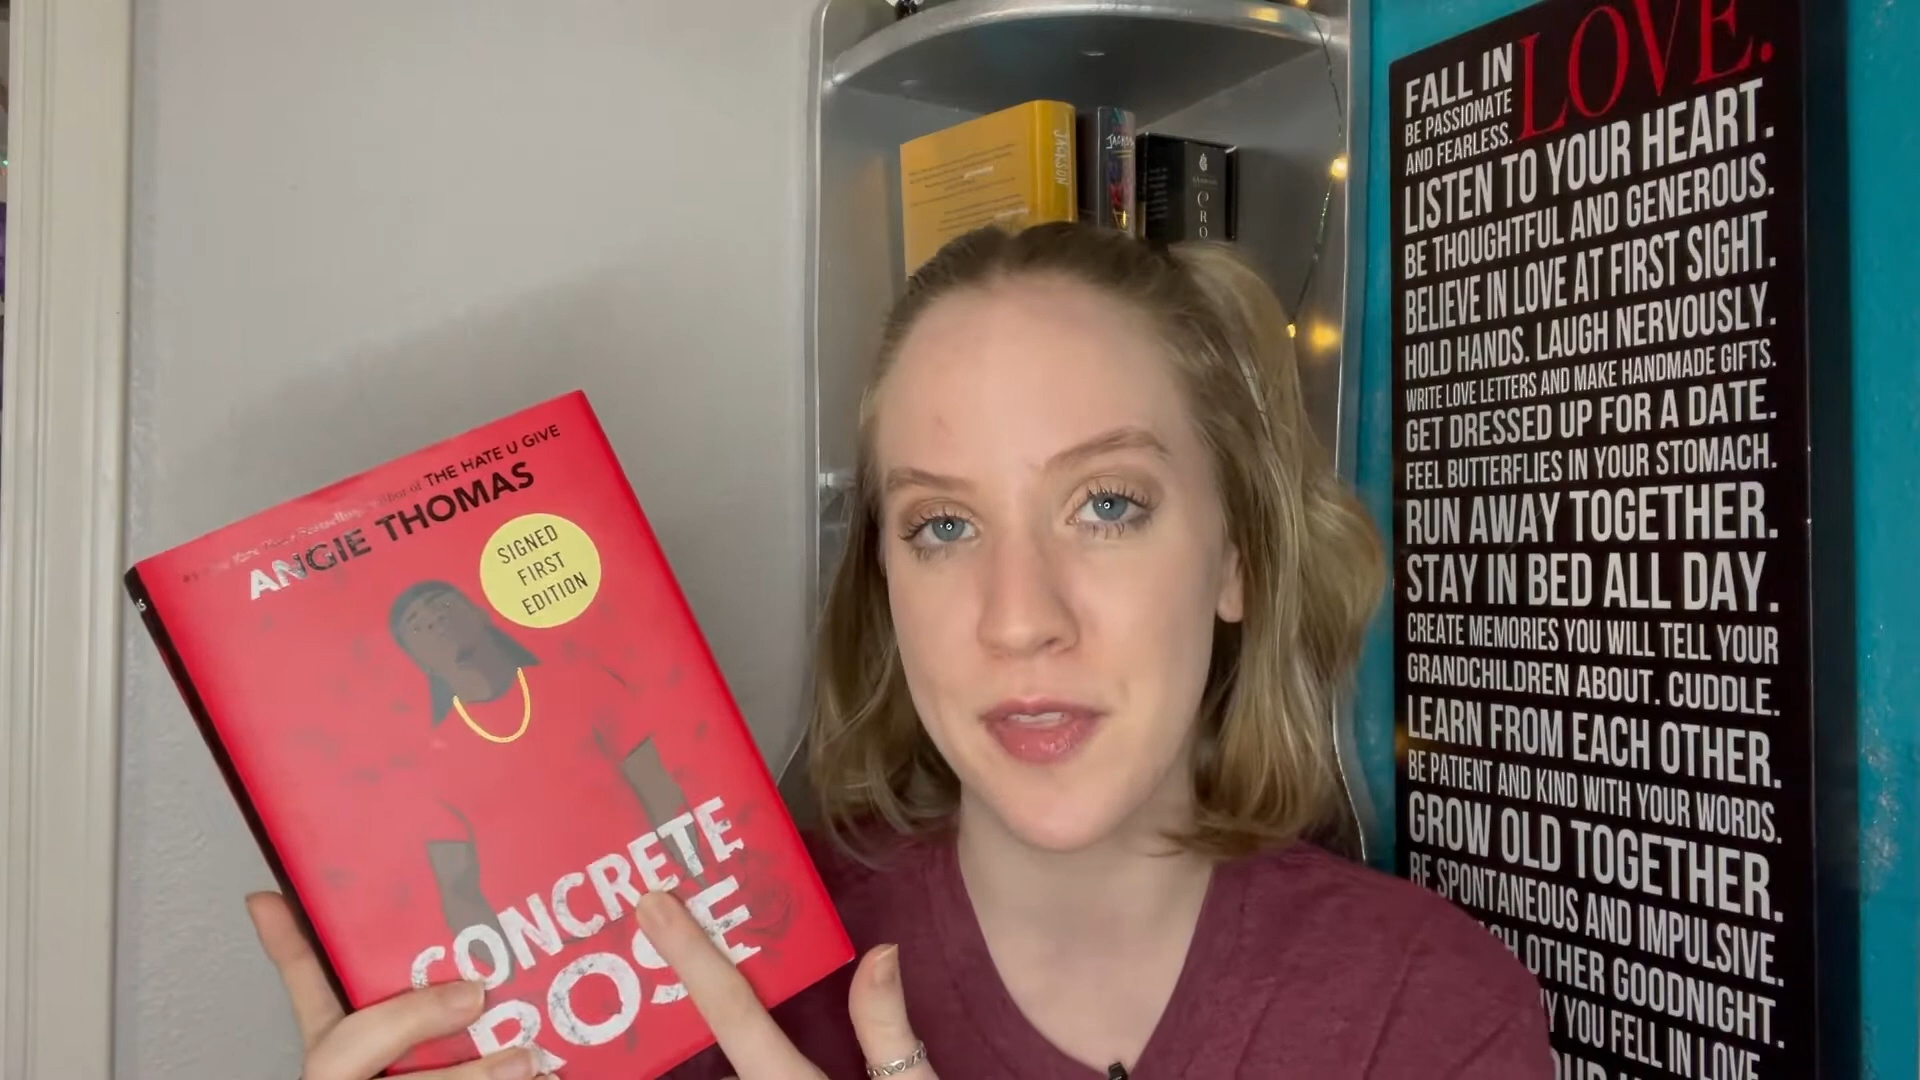 THE HATE U GIVE
ANGIE THOMAS
SIGNED
FIRST
EDITION
CONCRETE
ROSE
JACKSON
FALL IN
LOVE.
BE PASSIONATE
AND FEARLESS.
LISTEN TO YOUR HEART.
BE THOUGHTFUL AND GENEROUS.
BELIEVE IN LOVE AT FIRST SIGHT.
HOLD HANDS. LAUGH NERVOUSLY.
WRITE LOVE LETTERS AND MAKE HANDMADE GIFTS.
GET DRESSED UP FOR A DATE.
FEEL BUTTERFLIES IN YOUR STOMACH.
RUN AWAY TOGETHER.
STAY IN BED ALL DAY.
CREATE MEMORIES YOU WILL TELL YOUR
GRANDCHILDREN ABOUT. CUDDLE.
LEARN FROM EACH OTHER.
BE PATIENT AND KIND WITH YOUR WORDS.
GROW OLD TOGETHER.
BE SPONTANEOUS AND IMPULSIVE.
OTHER GOODNIGHT.
YOU FELL IN LOVE